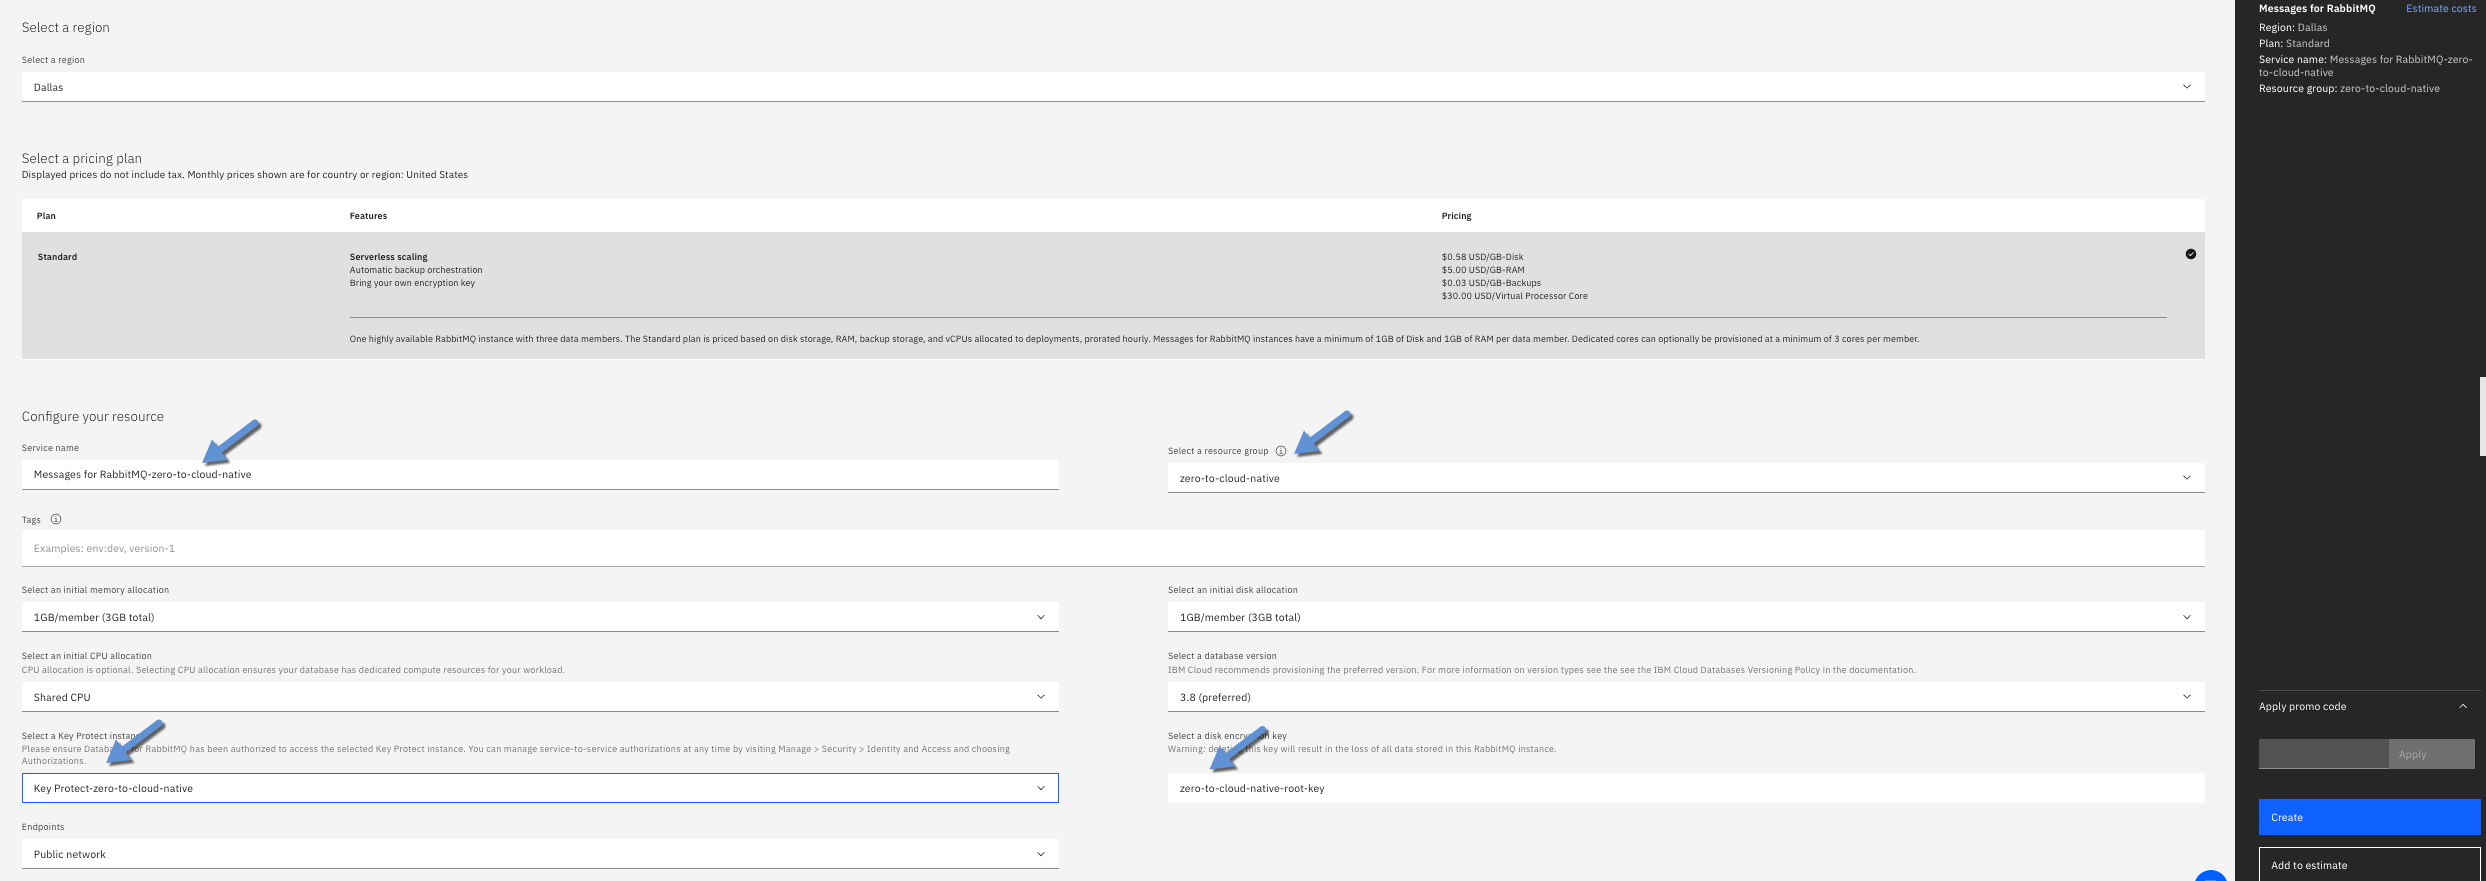 Select a region
Select a region
Dallas
Select a pricing plan
Displayed prices do not include tax. Monthly prices shown are for country or region: United States
Plan Features Pricing
Standard Serverless scaling $0.58 USD/GB-Disk
Automatic backup orchestration $5.00 USD/GB-RAM
Bring your own encryption key $0.03 USD/GB-Backups
$30.00 USD/Virtual Processor Core
One highly available RabbitMQ instance with three data members. The Standard plan is priced based on disk storage, RAM, backup storage, and vCPUs allocated to deployments, prorated hourly. Messages for RabbitMQ instances have a minimum of 1GB of Disk and 1GB of RAM per data member. Dedicated cores can optionally be provisioned at a minimum of 3 cores per member.
Configure your resource
Service name
Messages for RabbitMQ-zero-to-cloud-native
Select a resource group
zero-to-cloud-native
Tags
Examples: env:dev, version-1
Select an initial memory allocation
1GB/member (3GB total)
Select an initial disk allocation
1GB/member (3GB total)
Select an initial CPU allocation
CPU allocation is optional. Selecting CPU allocation ensures your database has dedicated compute resources for your workload.
Shared CPU
Select a database version
IBM Cloud recommends provisioning the preferred version. For more information on version types see the see the IBM Cloud Databases Versioning Policy in the documentation.
3.8 (preferred)
Select a Key Protect
Please ensure for RabbitMQ has been authorized to access the selected Key Protect instance. You can manage service-to-service authorizations at any time by visiting Manage > Security > Identity and Access and choosing
Authorizations.
Key Protect-zero-to-cloud-native
Select a disk key
Warning: this key will result in the loss of all data stored in this RabbitMQ instance.
zero-to-cloud-native-root-key
Endpoints
Public network
Messages for RabbitMQ Estimate costs
Region: Dallas
Plan: Standard
Service name: Messages for RabbitMQ-zero-
to-cloud-native
Resource group: zero-to-cloud-native
Apply promo code
Apply
Create
Add to estimate